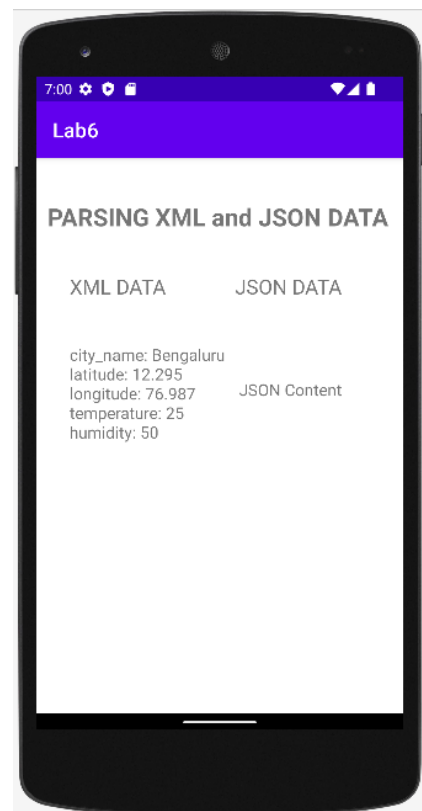 7:00
Lab6
PARSING XML and JSON DATA
XML DATA
JSON DATA
city_name: Bengaluru
latitude: 12.295
longitude: 76.987
temperature: 25
humidity: 50
JSON Content